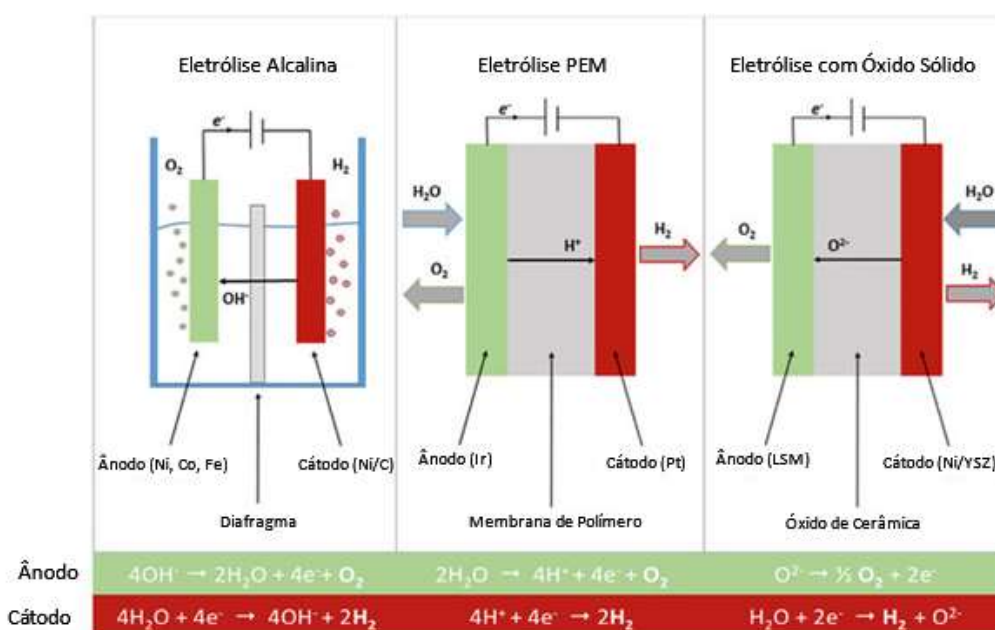 Eletrólise Alcalina
e⁻
O₂
H₂
OH⁻
Ânodo (Ni, Co, Fe)
Cátodo (Ni/C)
Diafragma
Eletrólise PEM
e⁻
H₂O
H⁺
H₂
O₂
Ânodo (Ir)
Cátodo (Pt)
Membrana de Polímero
Eletrólise com Óxido Sólido
e⁻
H₂O
O₂
O²⁻
H₂
Ânodo (LSM)
Cátodo (Ni/YSZ)
Óxido de Cerâmica
Ânodo 4OH⁻ → 2H₂O + 4e⁻ + O₂ 2H₂O → 4H⁺ + 4e⁻ + O₂ O²⁻ → ½ O₂ + 2e⁻
Cátodo 4H₂O + 4e⁻ → 4OH⁻ + 2H₂ 4H⁺ + 4e⁻ → 2H₂ H₂O + 2e⁻ → H₂ + O²⁻